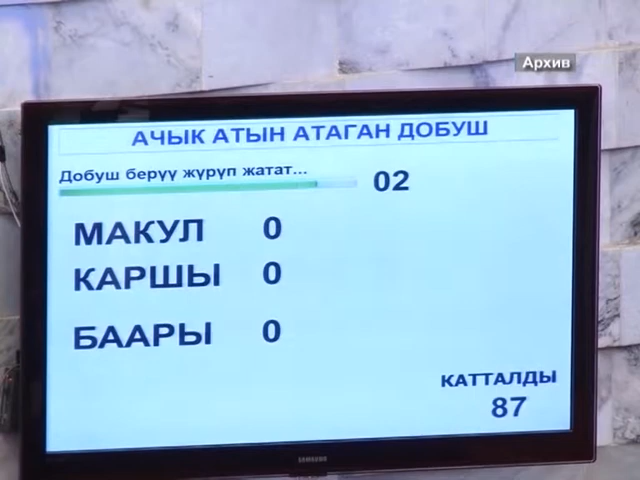 Архив
АЧЫК АТЫН АТАГАН ДОБУШ
Добуш берүү жүрүп жатат...
02
МАКУЛ 0
КАРШЫ 0
БААРЫ 0
КАТТАЛДЫ
87
SAMSUNG